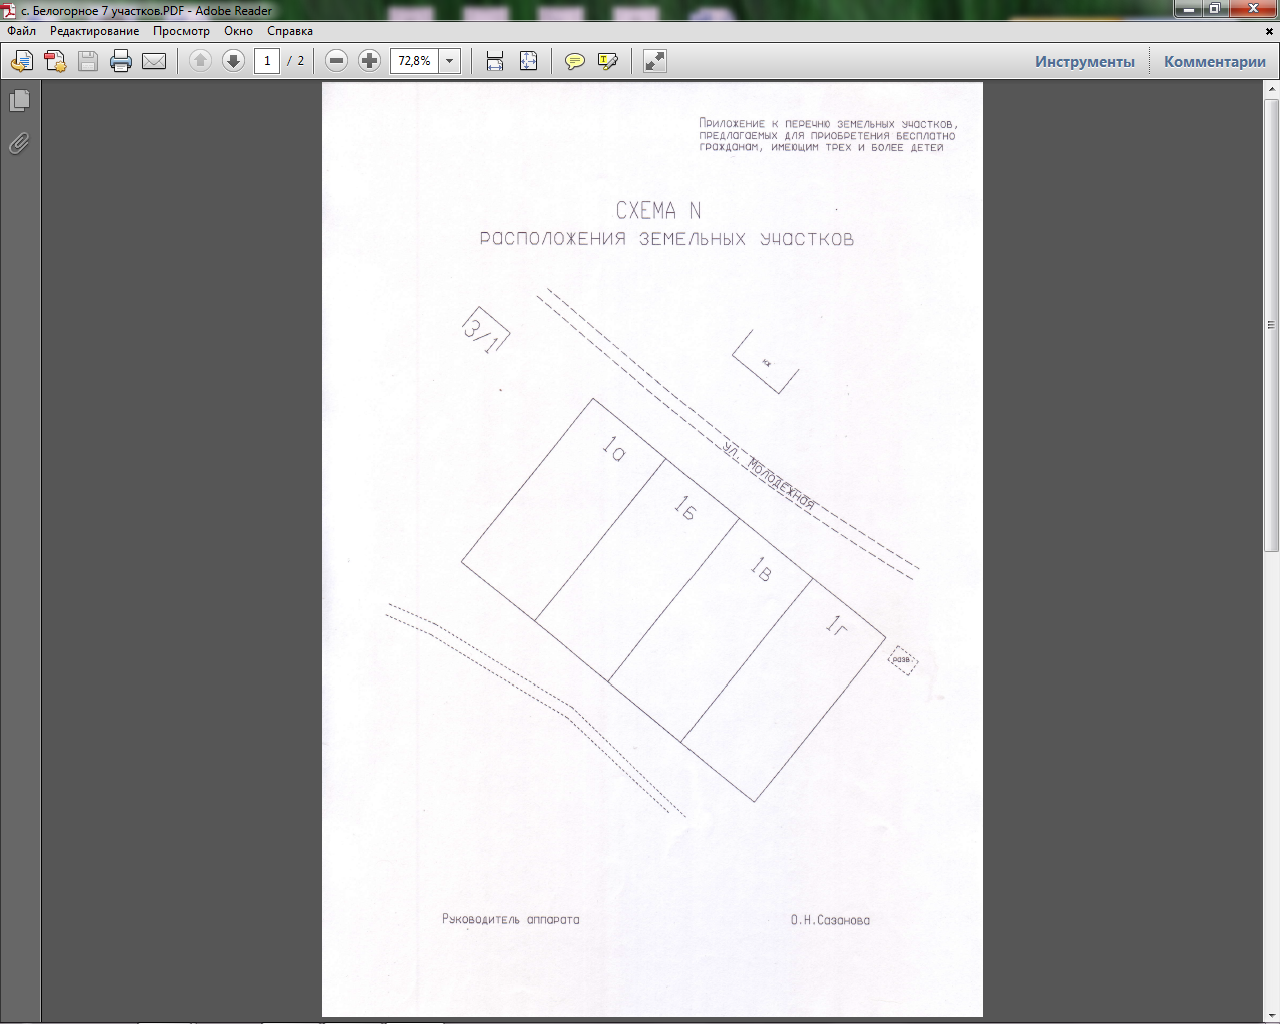 с. Белогорное 7 участков.PDF - Adobe Reader
Файл Редактирование Просмотр Окно Справка
1 / 2 72,8% Инструменты Комментарии
Приложение к перечню земельных участков,
предлагаемых для приобретения бесплатно
гражданам, имеющим трех и более детей
СХЕМА N
расположения земельных участков
3/1
кж
ул. Молодежная
1а
1б
1в
1г
разв.
Руководитель аппарата О.Н.Сазанова